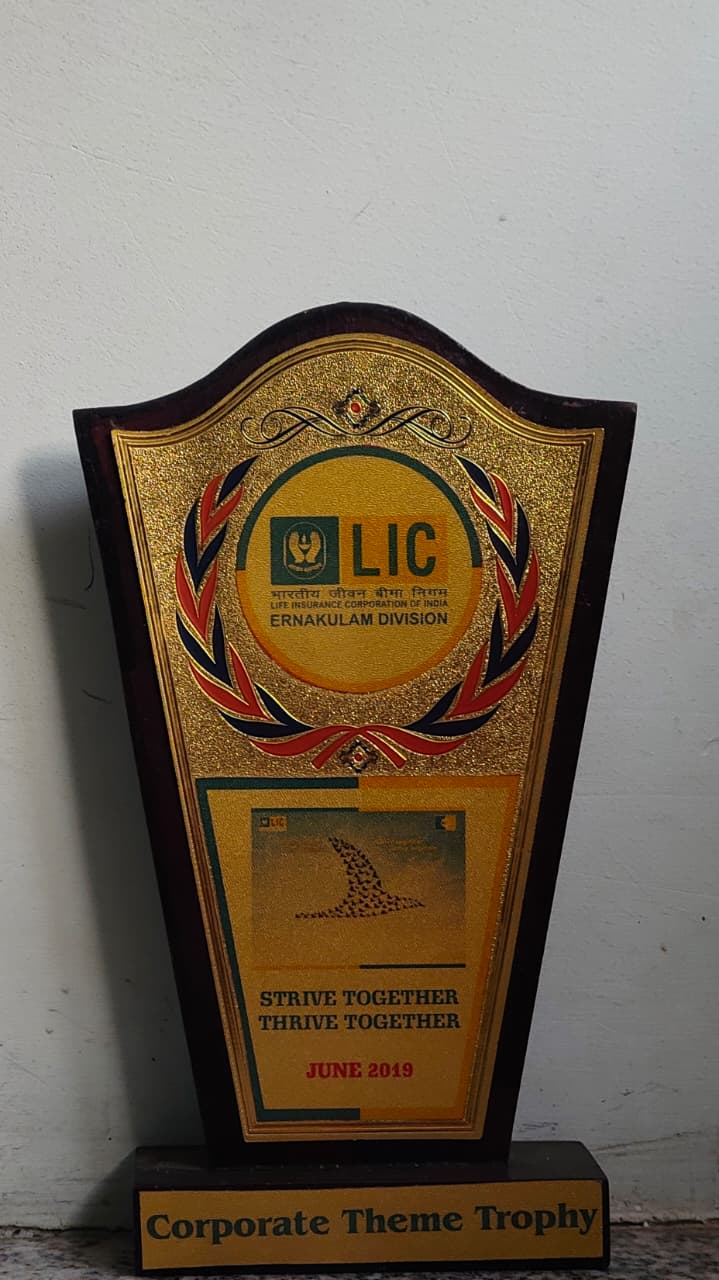 LIC
भारतीय जीवन बीमा निगम
LIFE INSURANCE CORPORATION OF INDIA
ERNAKULAM DIVISION
LIC
STRIVE TOGETHER
THRIVE TOGETHER
JUNE 2019
Corporate Theme Trophy